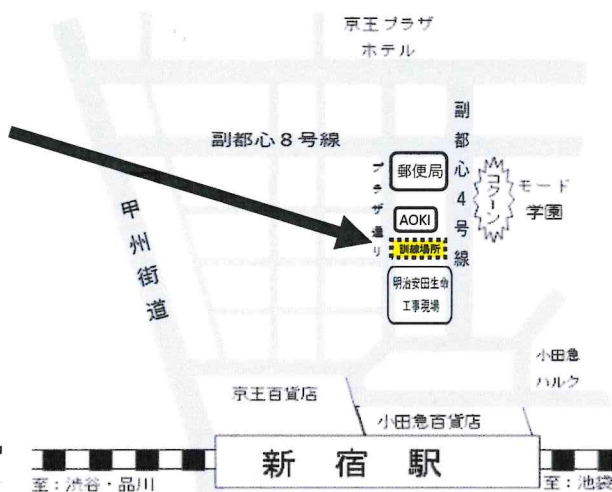 京王プラザ
ホテル
副都心8号線
副都心4号線
プラザ通り
郵便局
コクーン
モード
学園
AOKI
訓練場所
甲州街道
明治安田生命
工事現場
小田急
ハルク
京王百貨店
小田急百貨店
新宿駅
至：渋谷・品川
至：池袋